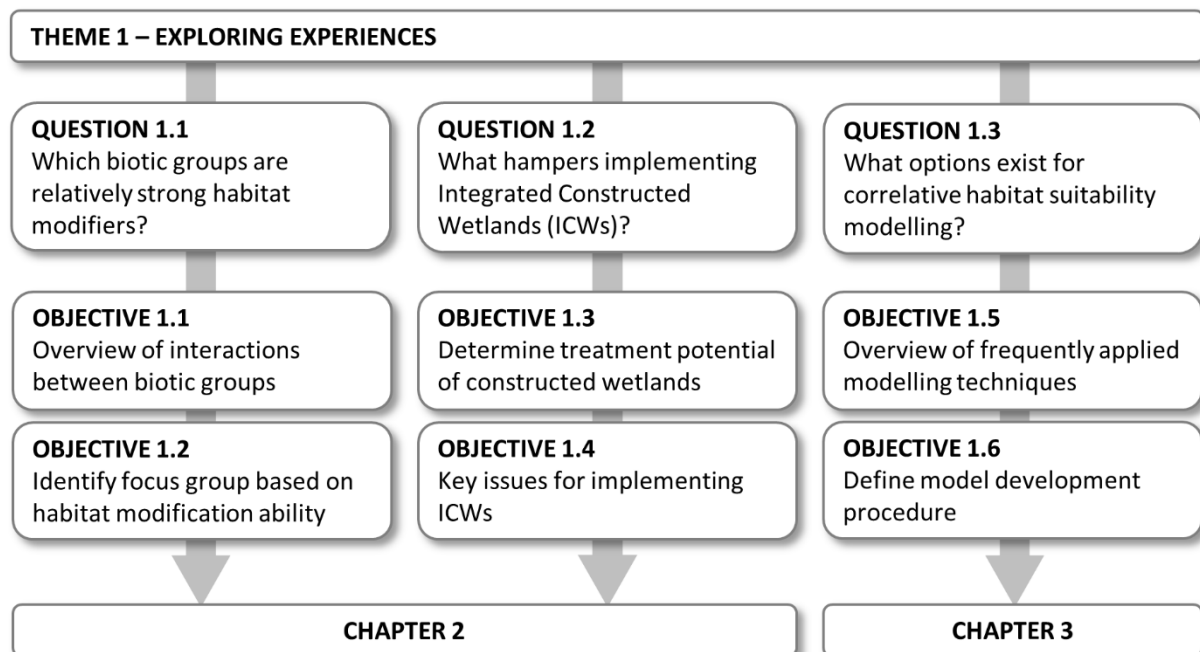 THEME 1 – EXPLORING EXPERIENCES
QUESTION 1.1
Which biotic groups are
relatively strong habitat
modifiers?
QUESTION 1.2
What hampers implementing
Integrated Constructed
Wetlands (ICWs)?
QUESTION 1.3
What options exist for
correlative habitat suitability
modelling?
OBJECTIVE 1.1
Overview of interactions
between biotic groups
OBJECTIVE 1.3
Determine treatment potential
of constructed wetlands
OBJECTIVE 1.5
Overview of frequently applied
modelling techniques
OBJECTIVE 1.2
Identify focus group based on
habitat modification ability
OBJECTIVE 1.4
Key issues for implementing
ICWs
OBJECTIVE 1.6
Define model development
procedure
CHAPTER 2
CHAPTER 3